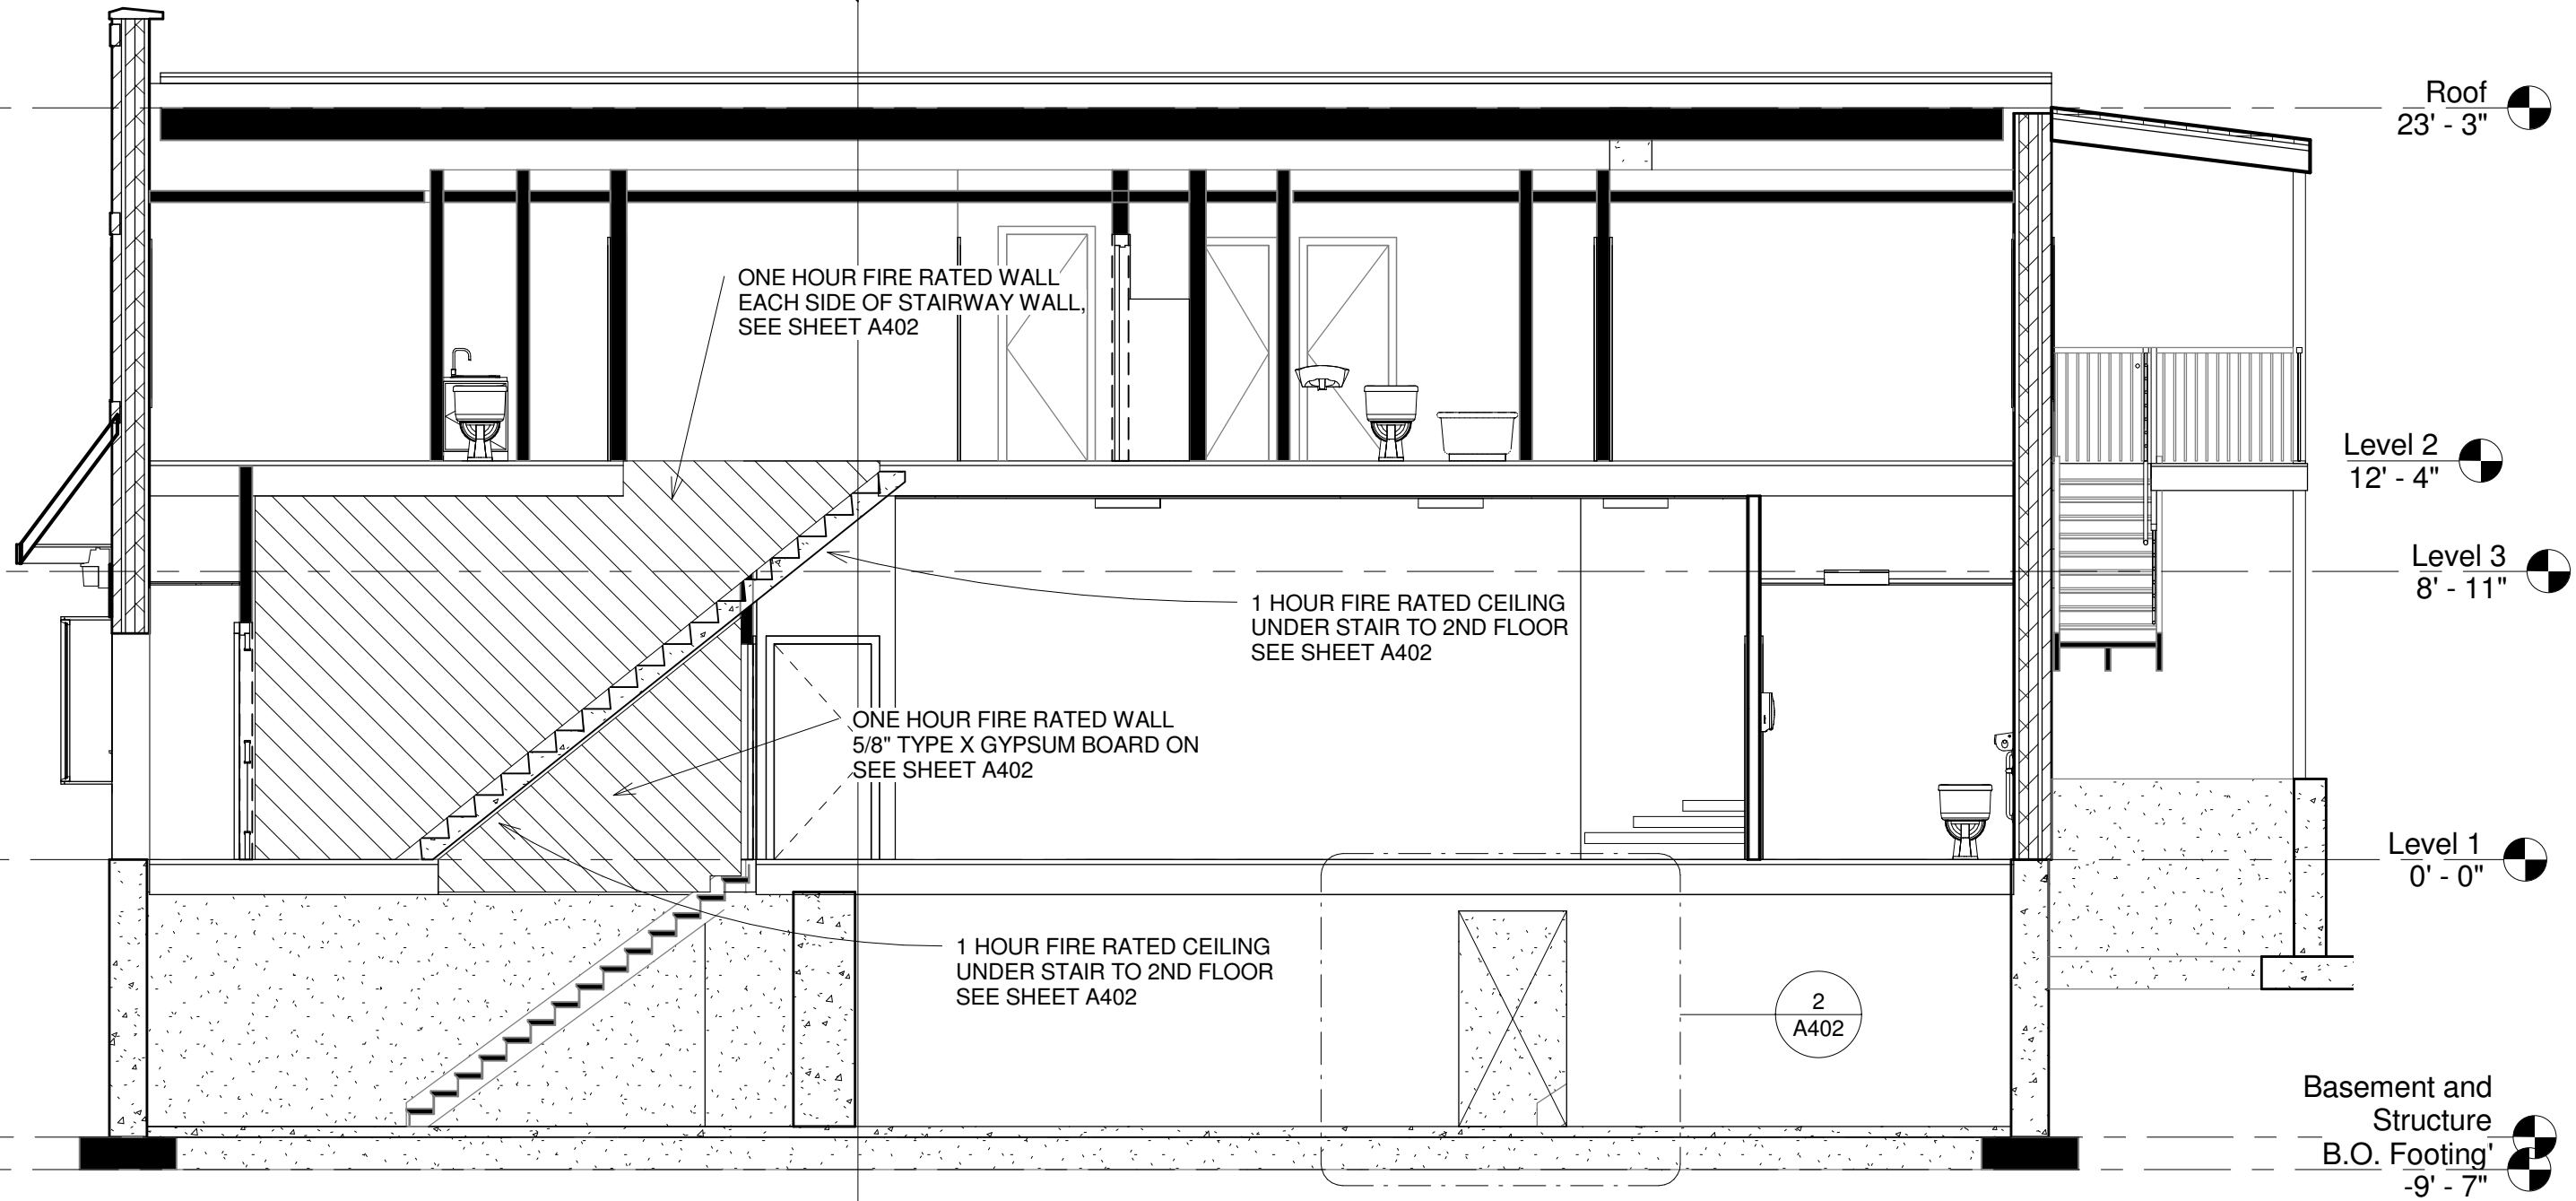 Roof
23' - 3"
ONE HOUR FIRE RATED WALL
EACH SIDE OF STAIRWAY WALL,
SEE SHEET A402
Level 2
12' - 4"
Level 3
8' - 11"
1 HOUR FIRE RATED CEILING
UNDER STAIR TO 2ND FLOOR
SEE SHEET A402
ONE HOUR FIRE RATED WALL
5/8" TYPE X GYPSUM BOARD ON
SEE SHEET A402
Level 1
0' - 0"
1 HOUR FIRE RATED CEILING
UNDER STAIR TO 2ND FLOOR
SEE SHEET A402
2
A402
Basement and
Structure
B.O. Footing
-9' - 7"